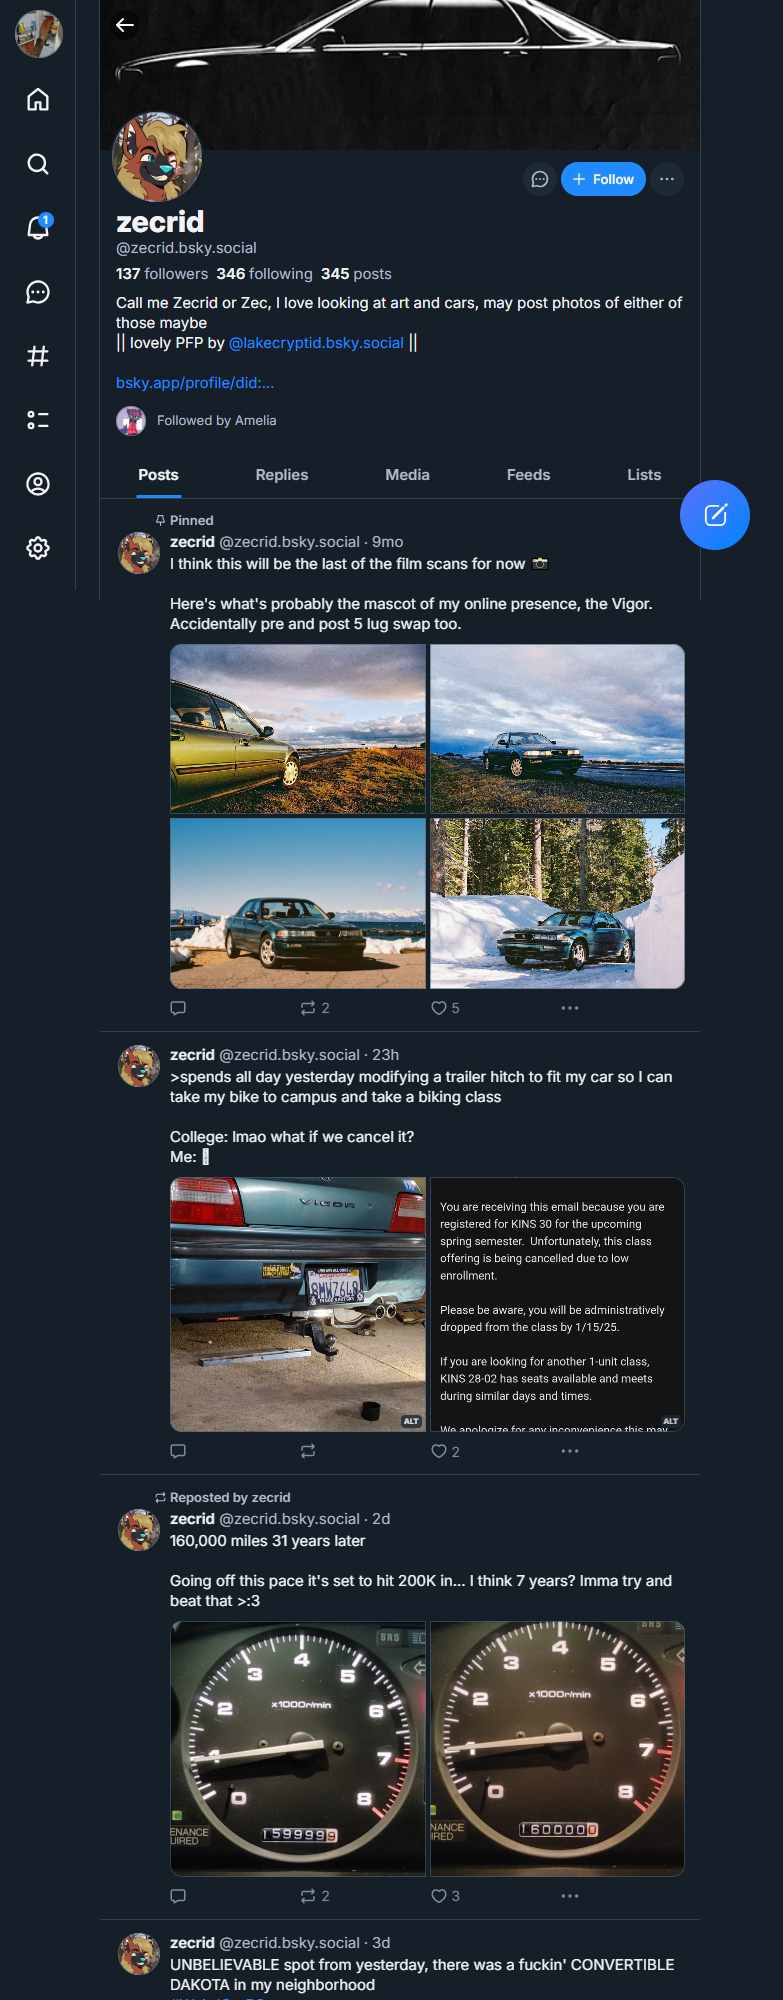 1
Follow
zecrid
@zecrid.bsky.social
137 followers 346 following 345 posts
Call me Zecrid or Zec, I love looking at art and cars, may post photos of either of
those maybe
|| lovely PFP by @lakecryptid.bsky.social ||
bsky.app/profile/did:...
Followed by Amelia
Posts Replies Media Feeds Lists
Pinned
zecrid @zecrid.bsky.social · 9mo
I think this will be the last of the film scans for now 📸
Here's what's probably the mascot of my online presence, the Vigor.
Accidentally pre and post 5 lug swap too.
2 5
zecrid @zecrid.bsky.social · 23h
>spends all day yesterday modifying a trailer hitch to fit my car so I can
take my bike to campus and take a biking class
College: lmao what if we cancel it?
Me:
VIGOR
8MWZ648
ALT
You are receiving this email because you are
registered for KINS 30 for the upcoming
spring semester. Unfortunately, this class
offering is being cancelled due to low
enrollment.
Please be aware, you will be administratively
dropped from the class by 1/15/25.
If you are looking for another 1-unit class,
KINS 28-02 has seats available and meets
during similar days and times.
We apologize for any inconvenience this may
ALT
2
Reposted by zecrid
zecrid @zecrid.bsky.social · 2d
160,000 miles 31 years later
Going off this pace it's set to hit 200K in... I think 7 years? Imma try and
beat that >:3
SRS
0 1 2 3 4 5 6 7 8
x1000r/min
159999 9
ENANCE
UIRED
0 1 2 3 4 5 6 7 8
x1000r/min
160000 0
NANCE
IRED
2 3
zecrid @zecrid.bsky.social · 3d
UNBELIEVABLE spot from yesterday, there was a fuckin' CONVERTIBLE
DAKOTA in my neighborhood